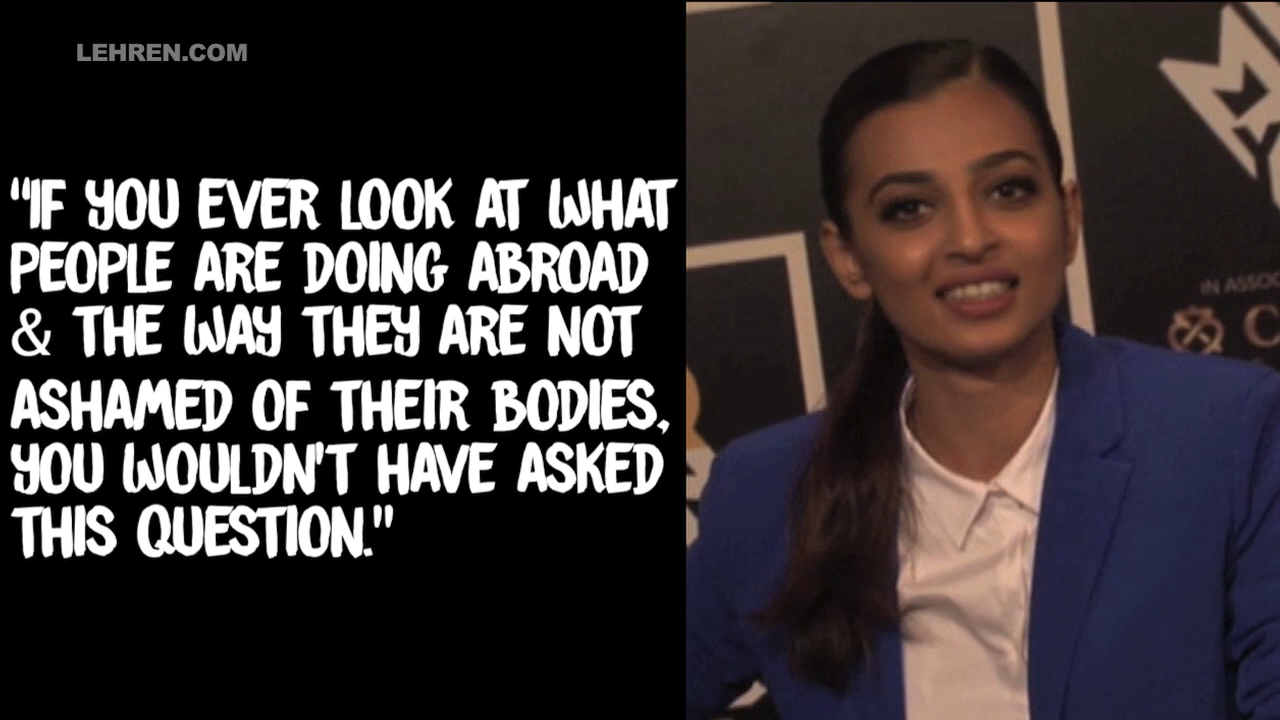 LEHREN.COM
"IF YOU EVER LOOK AT WHAT
PEOPLE ARE DOING ABROAD
& THE WAY THEY ARE NOT
ASHAMED OF THEIR BODIES,
YOU WOULDN'T HAVE ASKED
THIS QUESTION."
IN ASSOC
C